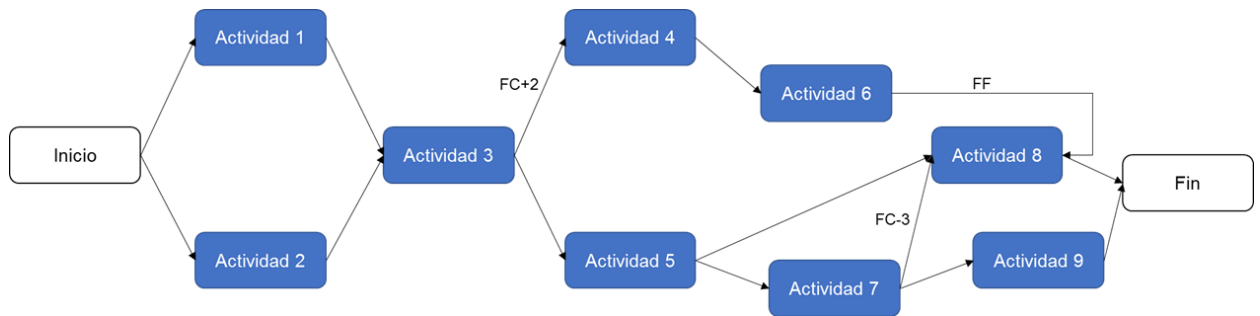 Actividad 1
Actividad 4
FC+2
Actividad 6
FF
Inicio
Actividad 3
Actividad 8
Fin
FC-3
Actividad 2
Actividad 5
Actividad 7
Actividad 9